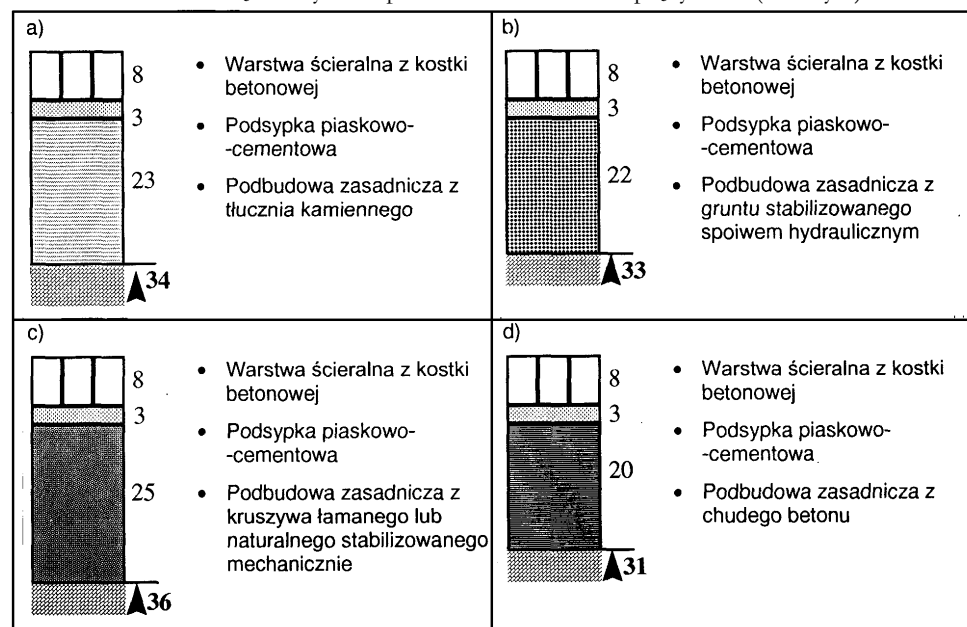 a)
8
3
23
34
• Warstwa ścieralna z kostki
betonowej
• Podsypka piaskowo-
-cementowa
• Podbudowa zasadnicza z
tłucznia kamiennego
b)
8
3
22
33
• Warstwa ścieralna z kostki
betonowej
• Podsypka piaskowo-
-cementowa
• Podbudowa zasadnicza z
gruntu stabilizowanego
spoiwem hydraulicznym
c)
8
3
25
36
• Warstwa ścieralna z kostki
betonowej
• Podsypka piaskowo-
-cementowa
• Podbudowa zasadnicza z
kruszywa łamanego lub
naturalnego stabilizowanego
mechanicznie
d)
8
3
20
31
• Warstwa ścieralna z kostki
betonowej
• Podsypka piaskowo-
-cementowa
• Podbudowa zasadnicza z
chudego betonu